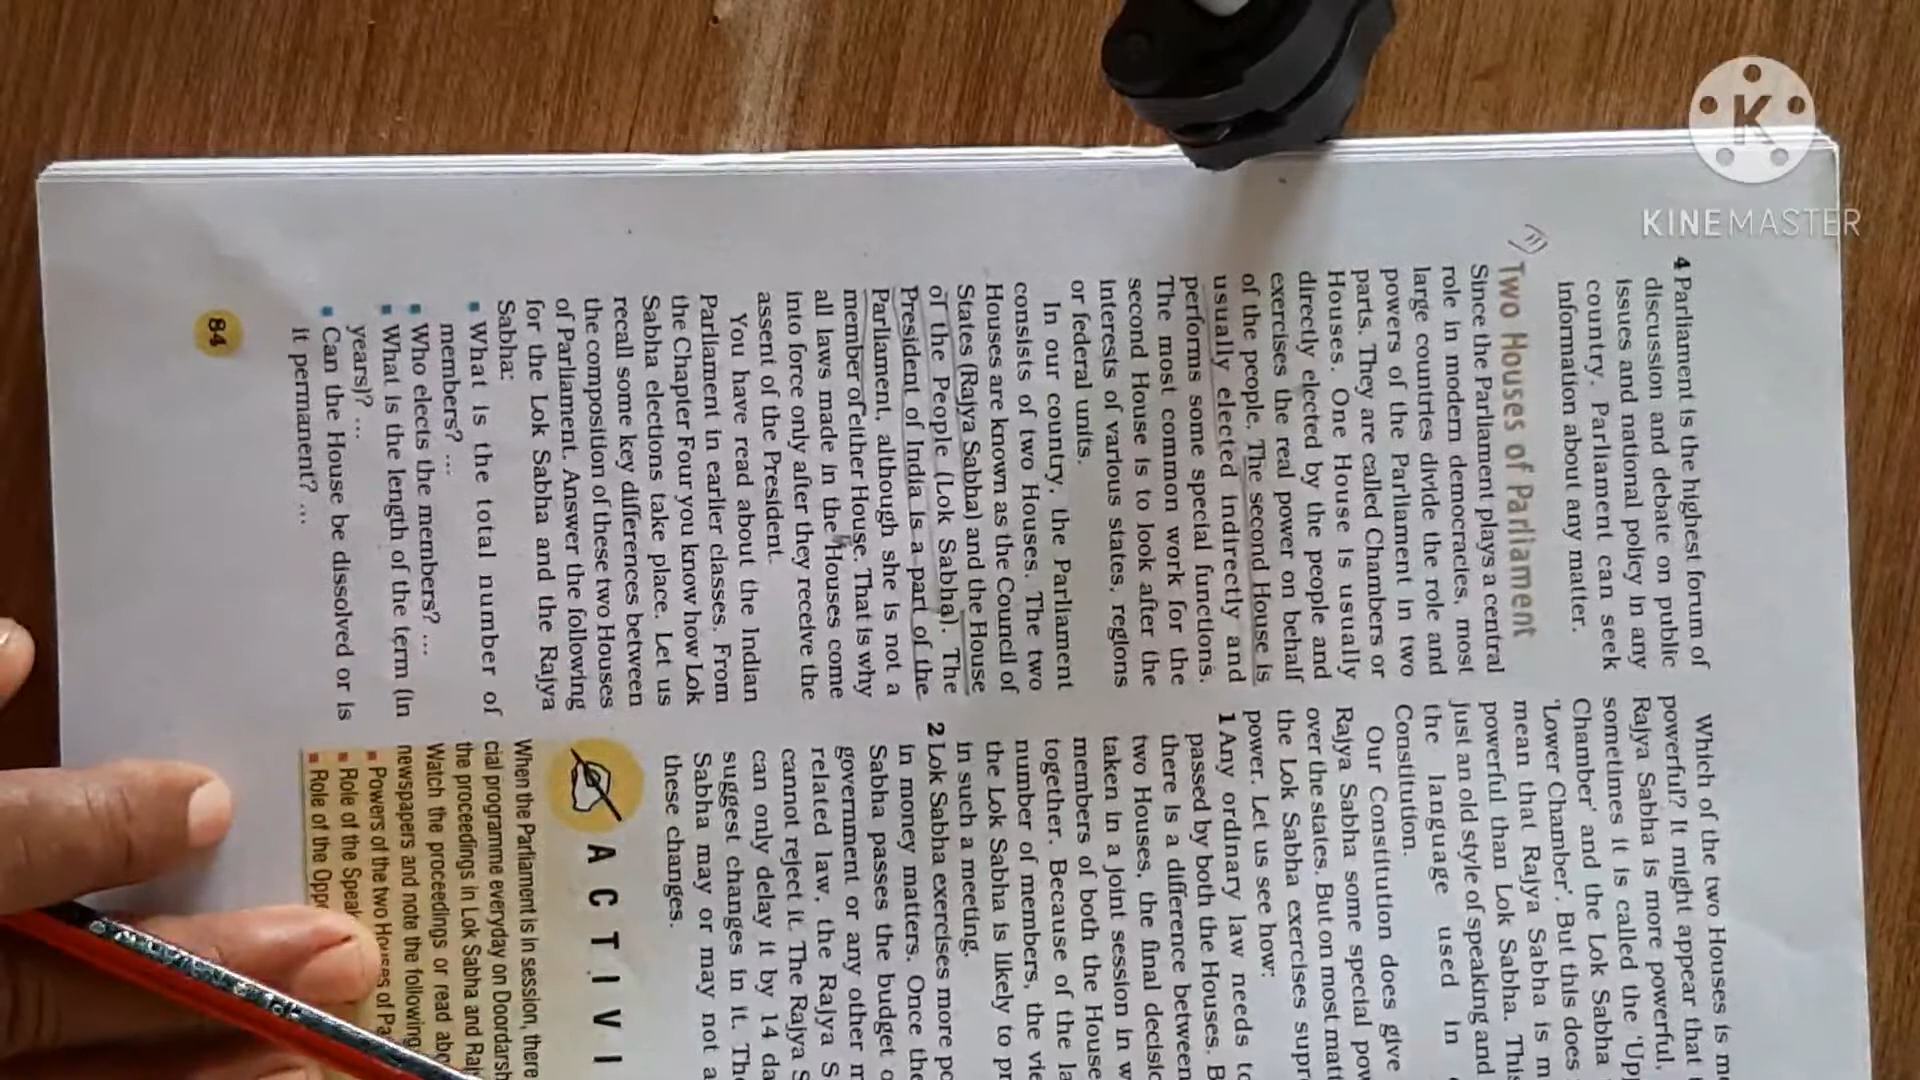 4 Parliament is the highest forum of
discussion and debate on public
issues and national policy in any
country. Parliament can seek
information about any matter.
Two Houses of Parliament
Since the Parliament plays a central
role in modern democracies, most
large countries divide the role and
powers of the Parliament in two
parts. They are called Chambers or
Houses. One House is usually
directly elected by the people and
exercises the real power on behalf
of the people. The second House is
usually elected indirectly and
performs some special functions.
The most common work for the
second House is to look after the
interests of various states, regions
or federal units.
In our country, the Parliament
consists of two Houses. The two
Houses are known as the Council of
States (Rajya Sabha) and the House
of the People (Lok Sabha). The
President of India is a part of the
Parliament, although she is not a
member of either House. That is why
all laws made in the Houses come
into force only after they receive the
assent of the President.
You have read about the Indian
Parliament in earlier classes. From
the Chapter Four you know how Lok
Sabha elections take place. Let us
recall some key differences between
the composition of these two Houses
of Parliament. Answer the following
for the Lok Sabha and the Rajya
Sabha:
▪ What is the total number of
members? ...
▪ Who elects the members? ...
▪ What is the length of the term (in
years)? ...
▪ Can the House be dissolved or is
it permanent? ...
84
Which of the two Houses is
powerful? It might appear that
Rajya Sabha is more powerful,
sometimes it is called the
Chamber' and the Lok Sabha
'Lower Chamber'. But this does
mean that Rajya Sabha is
powerful than Lok Sabha. This
just an old style of speaking and
the language used in
Constitution.
Our Constitution does give
Rajya Sabha some special
over the states. But on most
the Lok Sabha exercises
power. Let us see how:
1 Any ordinary law needs
passed by both the Houses.
there is a difference between
two Houses, the final
taken in a joint session in
members of both the
together. Because of the
number of members, the
the Lok Sabha is likely to
in such a meeting.
2 Lok Sabha exercises more
in money matters. Once the
Sabha passes the budget
government or any other
related law, the Rajya
cannot reject it. The Rajya
can only delay it by 14
suggest changes in it. The
Sabha may or may not
these changes.
ACTIVI
When the Parliament is in session, there
cial programme everyday on
the proceedings in Lok Sabha and
Watch the proceedings or read
newspapers and note the following
▪ Powers of the two Houses of
▪ Role of the
▪ Role of the
KINEMASTER